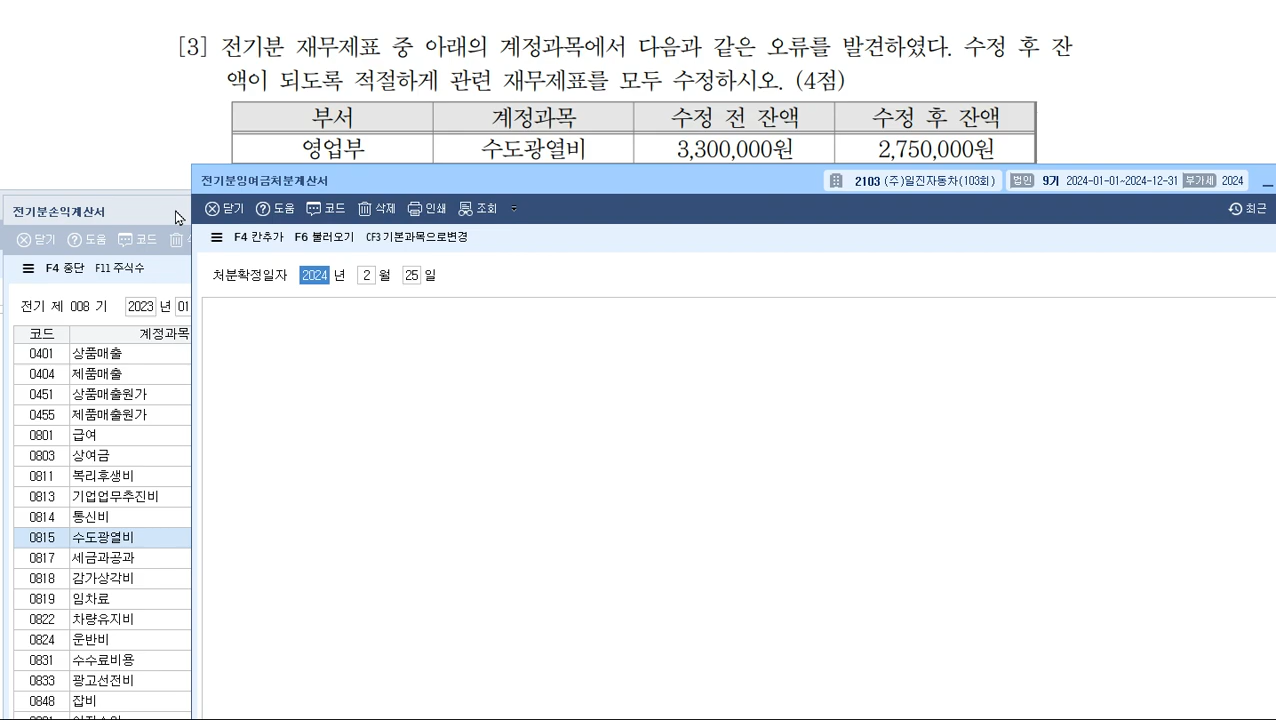 [3] 전기분 재무제표 중 아래의 계정과목에서 다음과 같은 오류를 발견하였다. 수정 후 잔
액이 되도록 적절하게 관련 재무제표를 모두 수정하시오. (4점)
부서 계정과목 수정 전 잔액 수정 후 잔액
영업부 수도광열비 3,300,000원 2,750,000원
전기분잉여금처분계산서 2103 (주)일진자동차(103회) 법인 9기 2024-01-01~2024-12-31 부가세 2024
닫기 도움 코드 삭제 인쇄 조회 최근
F4 칸추가 F6 불러오기 CF3 기본과목으로변경
처분확정일자 2024 년 2 월 25 일
전기분손익계산서
닫기 도움 코드
F4 중단 F11 주식수
전기 제 008 기 2023 년 01
코드 계정과목
0401 상품매출
0404 제품매출
0451 상품매출원가
0455 제품매출원가
0801 급여
0803 상여금
0811 복리후생비
0813 기업업무추진비
0814 통신비
0815 수도광열비
0817 세금과공과
0818 감가상각비
0819 임차료
0822 차량유지비
0824 운반비
0831 수수료비용
0833 광고선전비
0848 잡비